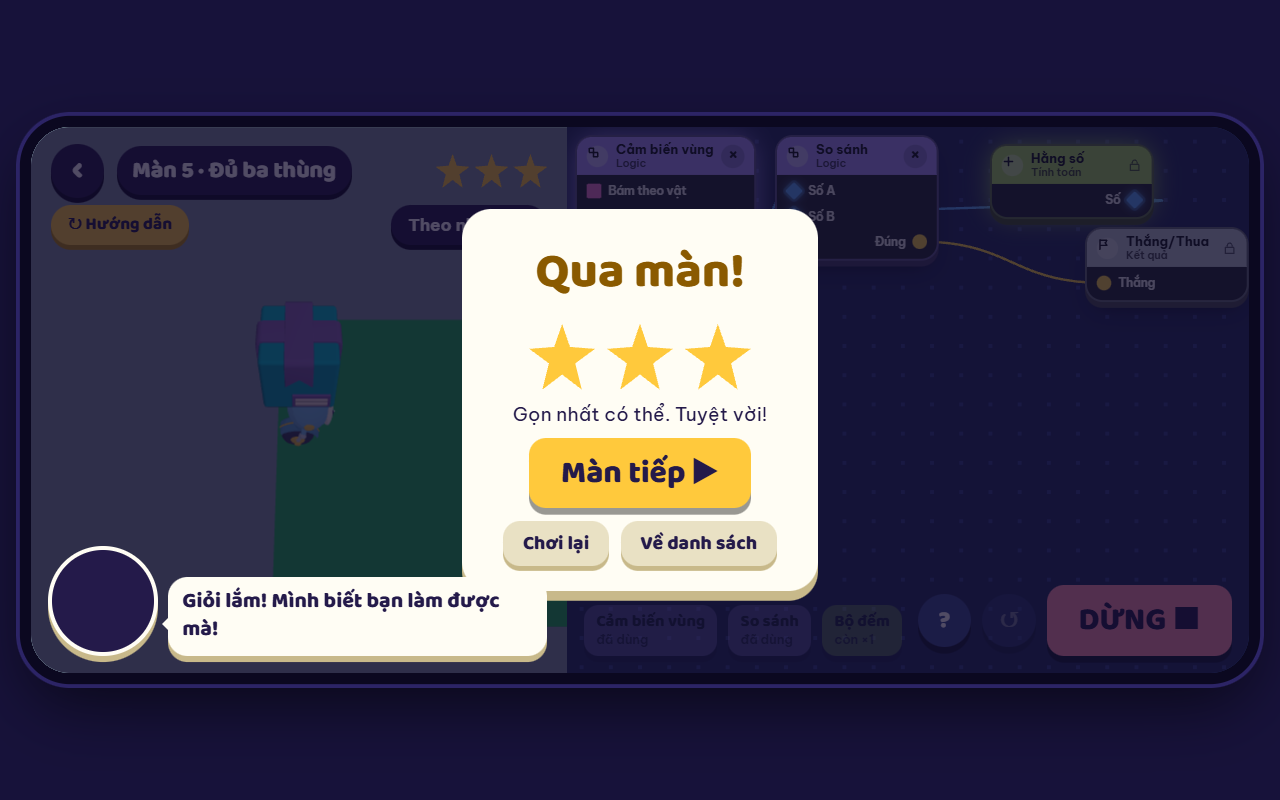 Màn 5 • Đủ ba thùng
↻ Hướng dẫn
Cảm biến vùng
Logic
Bám theo vật
So sánh
Logic
Số A
Số B
Đúng
Hằng số
Tính toán
Số
Thắng/Thua
Kết quả
Thắng
Qua màn!
Gọn nhất có thể. Tuyệt vời!
Màn tiếp ▶
Chơi lại
Về danh sách
Giỏi lắm! Mình biết bạn làm được
mà!
Cảm biến vùng
đã dùng
So sánh
đã dùng
Bộ đếm
còn ×1
?
DỪNG ■